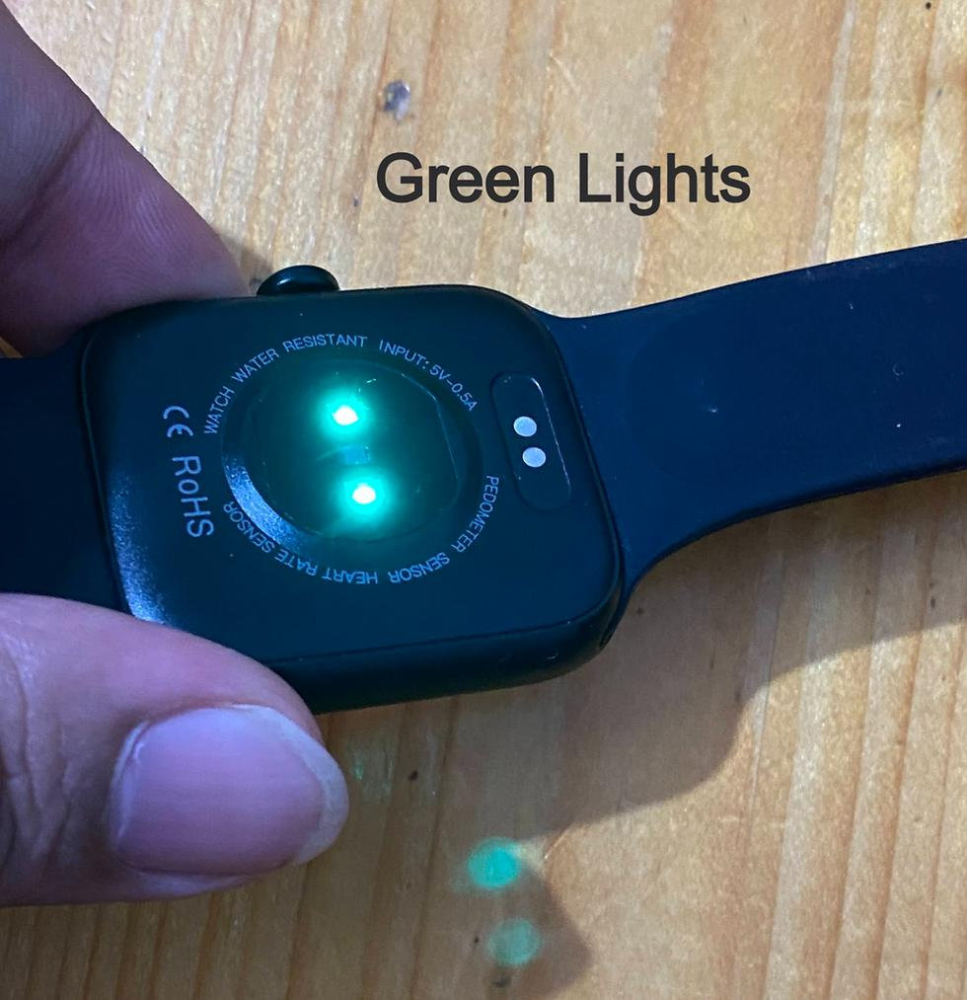 Green Lights
WATCH WATER RESISTANT INPUT: 5V-0.5A
PEDOMETER SENSOR HEART RATE SENSOR
CE RoHS